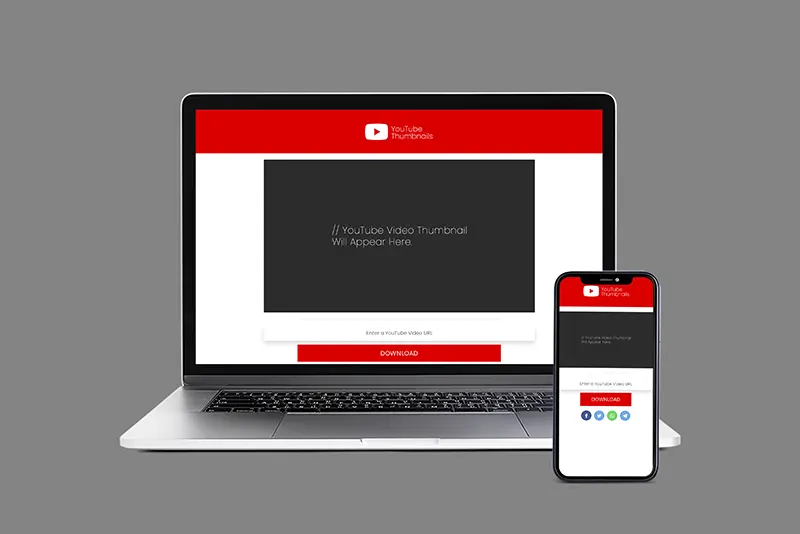 YouTube
Thumbnails
// YouTube Video Thumbnail
Will Appear Here.
Enter a YouTube Video URL
DOWNLOAD
YouTube
Thumbnails
// YouTube Video Thumbnail
Will Appear Here.
Enter a YouTube Video URL
DOWNLOAD